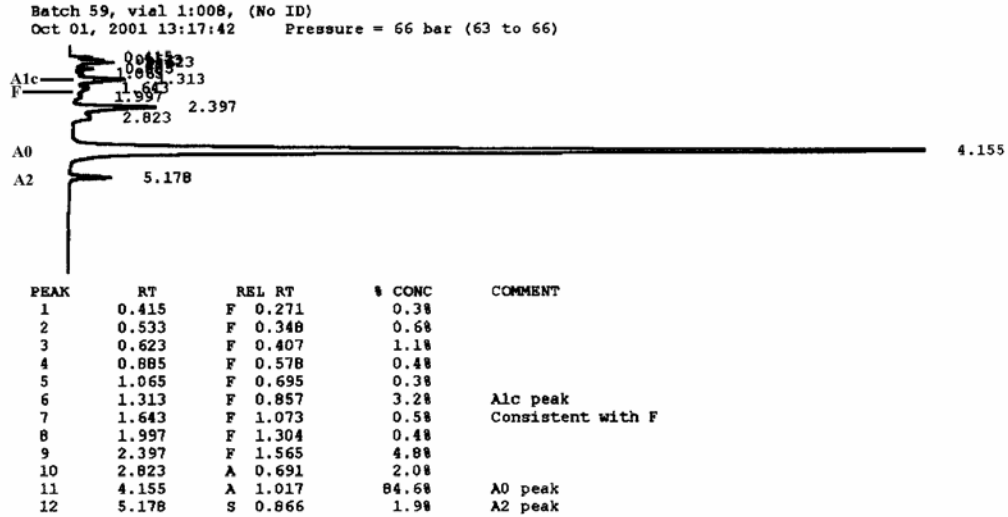 Batch 59, vial 1:008, (No ID)
Oct 01, 2001 13:17:42 Pressure = 66 bar (63 to 66)
0.415
A1c 1.313
F 1.643
1.997
2.397
2.823
A0 4.155
A2 5.178
PEAK RT REL RT % CONC COMMENT
1 0.415 F 0.271 0.3%
2 0.533 F 0.348 0.6%
3 0.623 F 0.407 1.1%
4 0.885 F 0.578 0.4%
5 1.065 F 0.695 0.3%
6 1.313 F 0.857 3.2% A1c peak
7 1.643 F 1.073 0.5% Consistent with F
8 1.997 F 1.304 0.4%
9 2.397 F 1.565 4.8%
10 2.823 A 0.691 2.0%
11 4.155 A 1.017 84.6% A0 peak
12 5.178 S 0.866 1.9% A2 peak